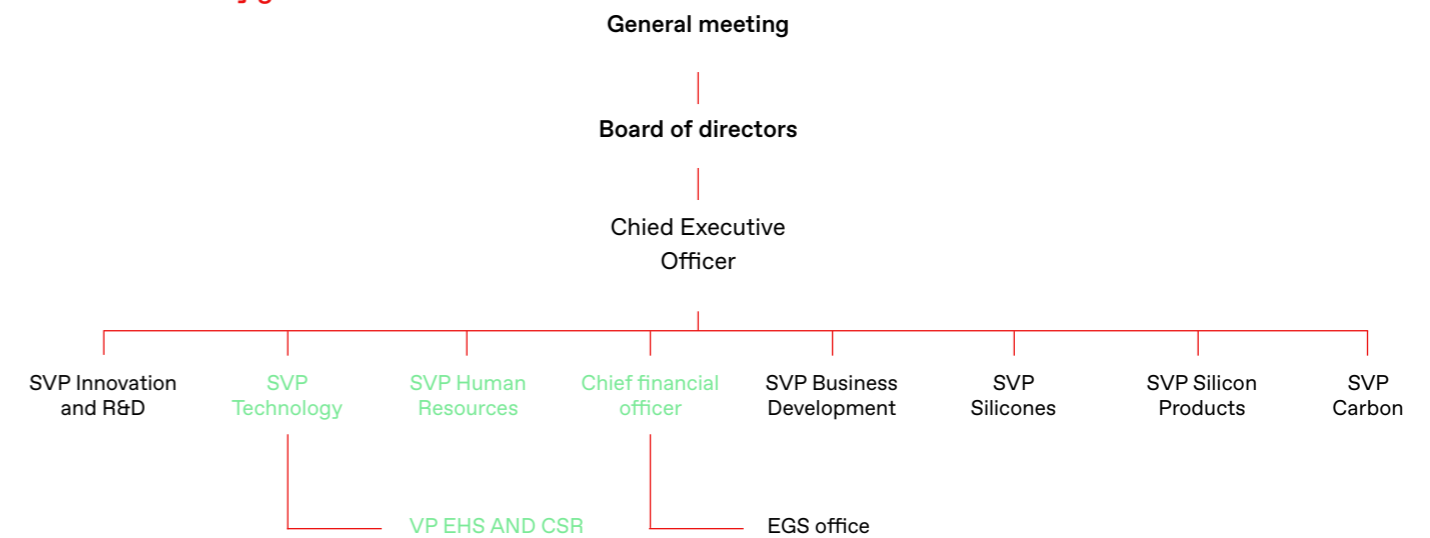 General meeting
Board of directors
Chied Executive
Officer
SVP Innovation
and R&D
SVP
Technology
SVP Human
Resources
Chief financial
officer
SVP Business
Development
SVP
Silicones
SVP Silicon
Products
SVP
Carbon
VP EHS AND CSR
EGS office